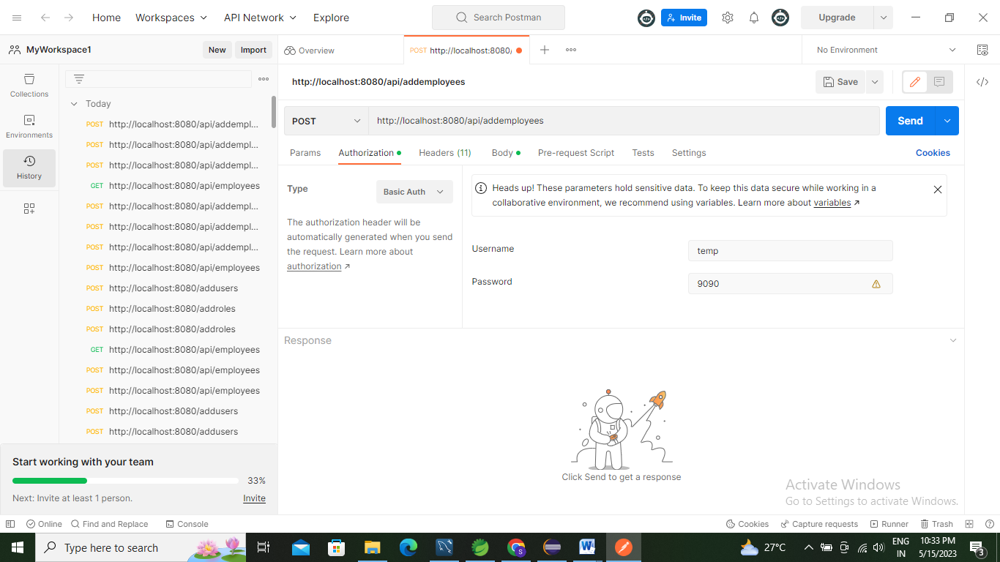 Home
Workspaces
API Network
Explore
Search Postman
Invite
Upgrade
MyWorkspace1
New
Import
Overview
POST http://localhost:8080/
No Environment
Collections
Environments
History
Today
POST http://localhost:8080/api/addempl...
POST http://localhost:8080/api/addempl...
POST http://localhost:8080/api/addempl...
GET http://localhost:8080/api/employees
POST http://localhost:8080/api/addempl...
POST http://localhost:8080/api/addempl...
POST http://localhost:8080/api/addempl...
POST http://localhost:8080/api/employees
POST http://localhost:8080/addusers
POST http://localhost:8080/addroles
POST http://localhost:8080/addroles
GET http://localhost:8080/api/employees
POST http://localhost:8080/api/employees
POST http://localhost:8080/api/employees
POST http://localhost:8080/addusers
POST http://localhost:8080/addusers
Start working with your team
33%
Next: Invite at least 1 person.
Invite
http://localhost:8080/api/addemployees
Save
POST
http://localhost:8080/api/addemployees
Send
Params
Authorization
Headers (11)
Body
Pre-request Script
Tests
Settings
Cookies
Type
Basic Auth
The authorization header will be
automatically generated when you send
the request. Learn more about
authorization ↗
Heads up! These parameters hold sensitive data. To keep this data secure while working in a
collaborative environment, we recommend using variables. Learn more about variables ↗
Username
temp
Password
9090
Response
Click Send to get a response
Activate Windows
Go to Settings to activate Windows.
Online
Find and Replace
Console
Cookies
Capture requests
Runner
Trash
Type here to search
27°C
ENG
IN
10:33 PM
5/15/2023
3